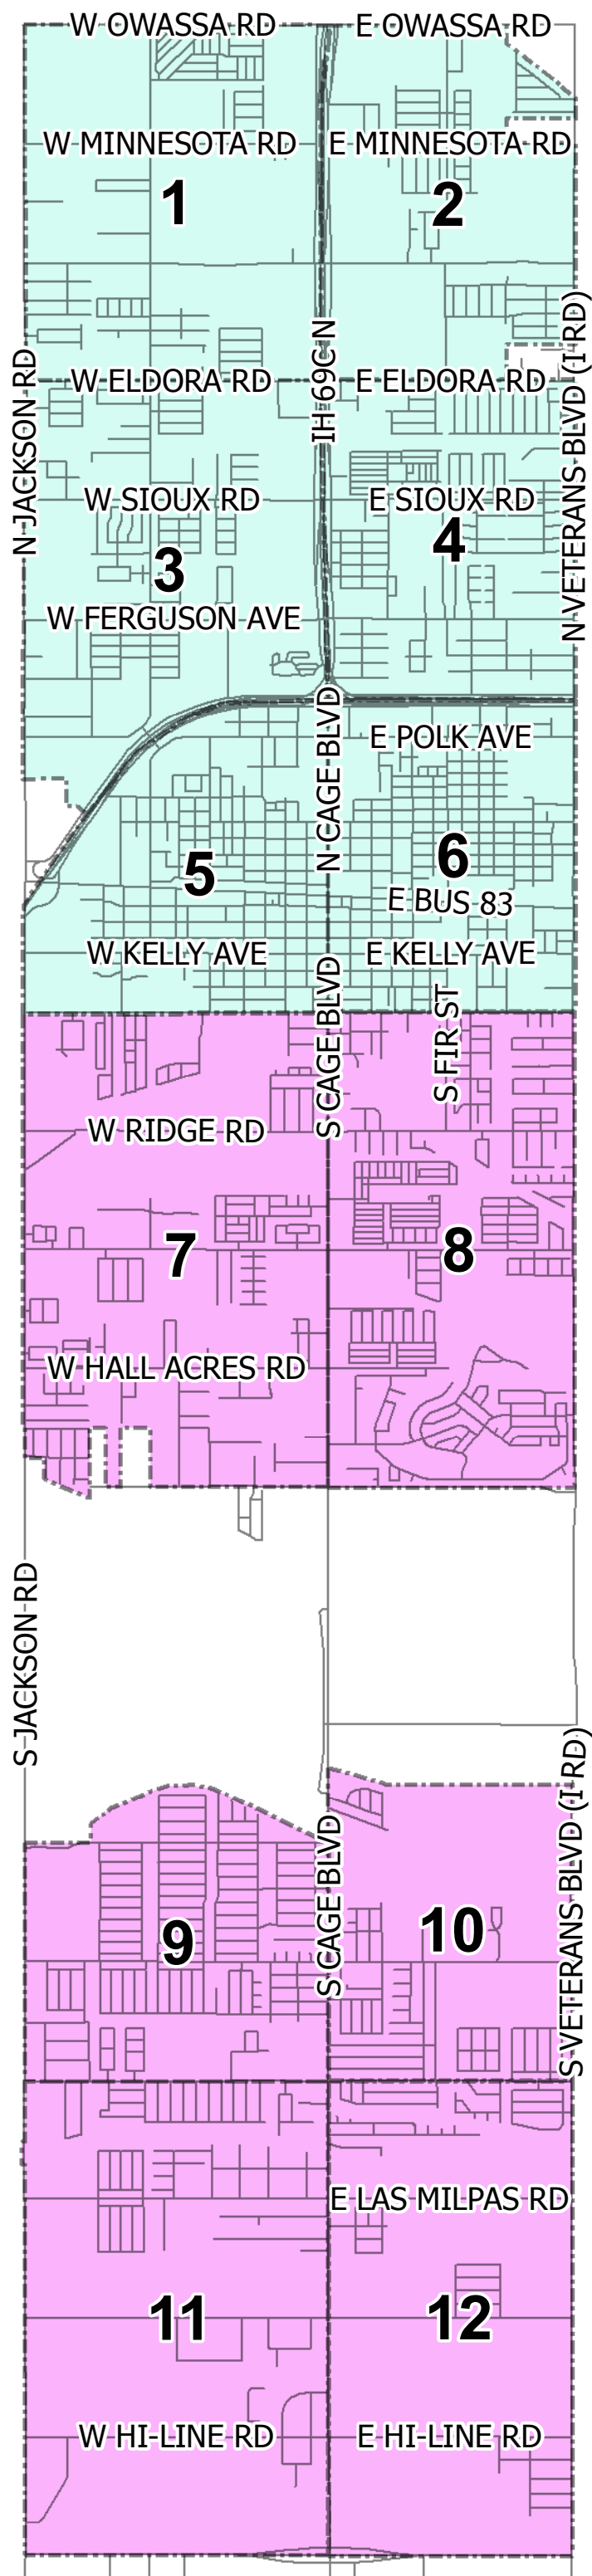 W OWASSA RD
E OWASSA RD
W MINNESOTA RD
E MINNESOTA RD
1
2
N JACKSON RD
IH 69C N
N VETERANS BLVD (I RD)
W ELDORA RD
E ELDORA RD
W SIOUX RD
E SIOUX RD
3
4
W FERGUSON AVE
N CAGE BLVD
E POLK AVE
5
6
E BUS 83
W KELLY AVE
E KELLY AVE
S CAGE BLVD
S FIR ST
W RIDGE RD
7
8
W HALL ACRES RD
S JACKSON RD
S VETERANS BLVD (I RD)
S CAGE BLVD
9
10
E LAS MILPAS RD
11
12
W HI-LINE RD
E HI-LINE RD